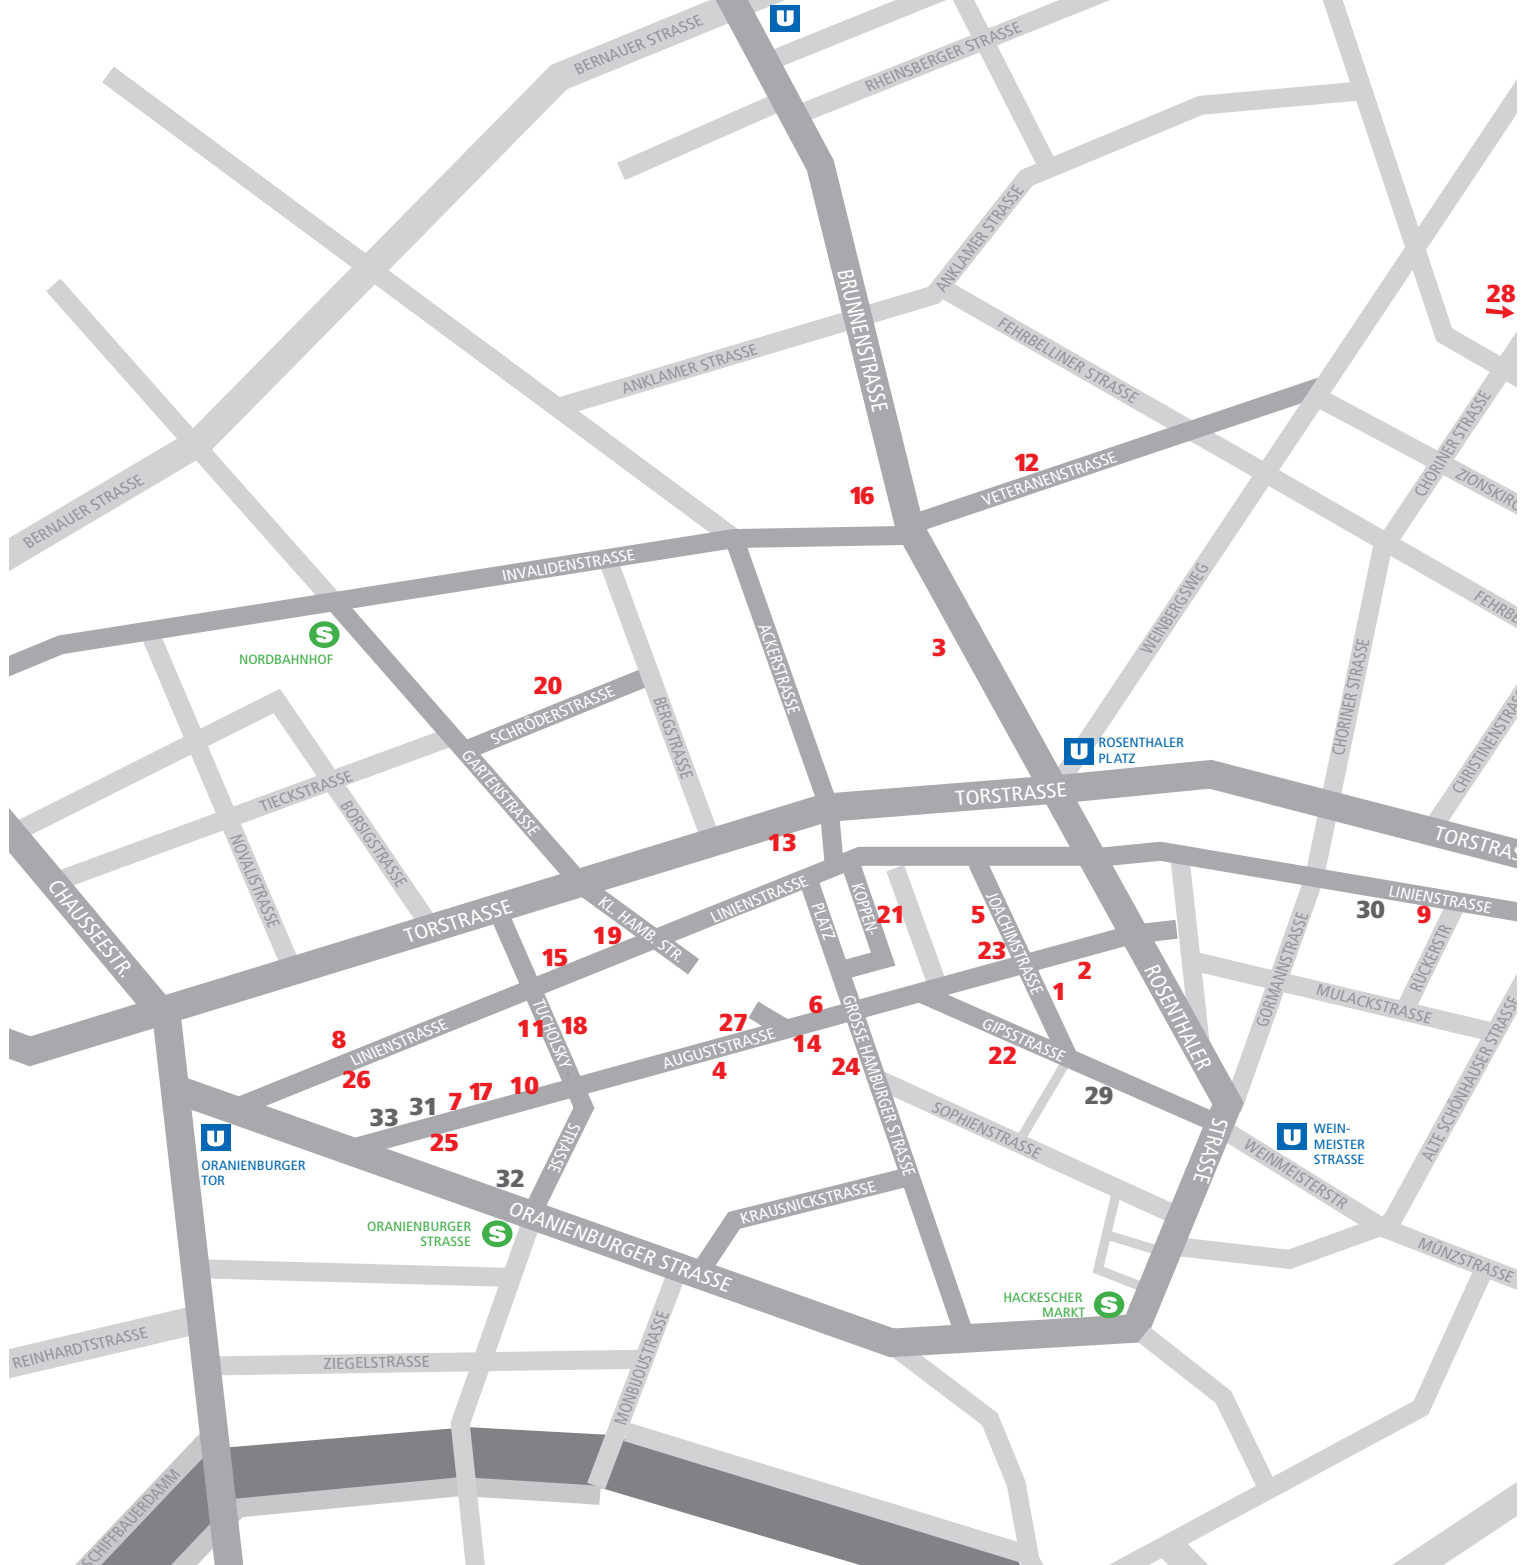 U
BERNAUER STRASSE
RHEINSBERGER STRASSE
ANKLAMER STRASSE
28
BRUNNENSTRASSE
FEHRBELLINER STRASSE
ANKLAMER STRASSE
CHORINER STRASSE
12
VETERANENSTRASSE
16
BERNAUER STRASSE
INVALIDENSTRASSE
WEINBERGSWEG
S
NORDBAHNHOF
3
ACKERSTRASSE
20
SCHRÖDERSTRASSE
BERGSTRASSE
CHORINER STRASSE
GARTENSTRASSE
U
ROSENTHALER
PLATZ
TIECKSTRASSE
BORSIGSTRASSE
TORSTRASSE
NOVALISTRASSE
13
CHAUSSEESTR.
LINIENSTRASSE
LINIENSTRASSE
TORSTRASSE
KL. HAMB. STR.
PLATZ
KOPPEN-
21
5
JOACHIMSTRASSE
30
9
19
15
23
2
1
ROSENTHALER
GORMANNSTRASSE
RÜCKERSTR
MULACKSTRASSE
6
27
11
18
TUCHOLSKY-
8
LINIENSTRASSE
26
AUGUSTSTRASSE
14
4
24
GROSSE HAMBURGER STRASSE
GIPSSTRASSE
22
29
ALTE SCHÖNHAUSER STRASSE
10
17
7
31
33
25
STRASSE
SOPHIENSTRASSE
U
ORANIENBURGER
TOR
STRASSE
U
WEIN-
MEISTER
STRASSE
WEINMEISTERSTR
32
KRAUSNICKSTRASSE
ORANIENBURGER
STRASSE
S
ORANIENBURGER STRASSE
MÜNZSTRASSE
HACKESCHER
MARKT
S
REINHARDTSTRASSE
ZIEGELSTRASSE
MONBIJOUSTRASSE
SCHIFFBAUERDAMM